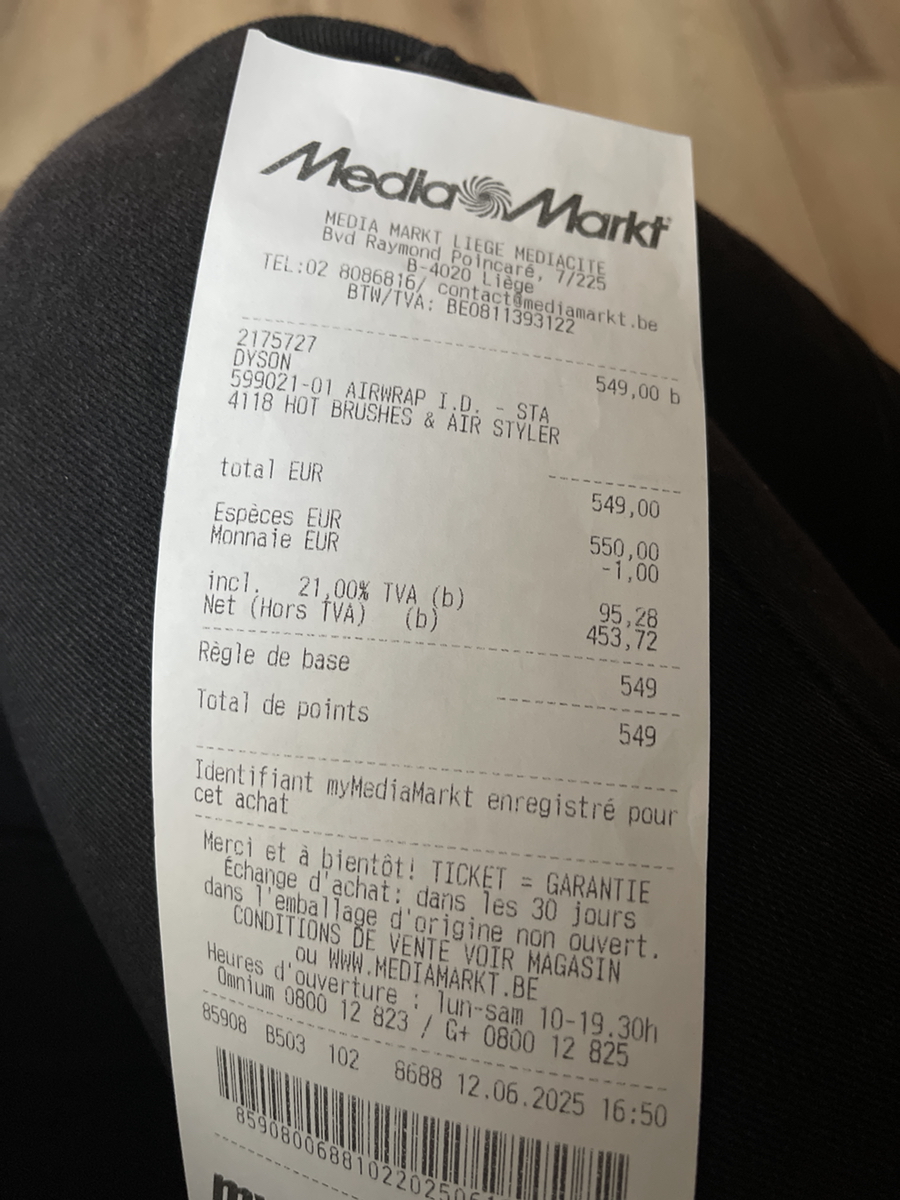 MediaMarkt
MEDIA MARKT LIEGE MEDIACITE
Bvd Raymond Poincaré, 7/225
B-4020 Liège
TEL:02 8086816/ contact@mediamarkt.be
BTW/TVA: BE0811393122
2175727
DYSON 549,00 b
599021-01 AIRWRAP I.D. - STA
4118 HOT BRUSHES & AIR STYLER
total EUR 549,00
Espèces EUR 550,00
Monnaie EUR -1,00
incl. 21,00% TVA (b) 95,28
Net (Hors TVA) (b) 453,72
Règle de base 549
Total de points 549
Identifiant myMediaMarkt enregistré pour
cet achat
Merci et à bientôt! TICKET = GARANTIE
Échange d'achat: dans les 30 jours
dans l'emballage d'origine non ouvert.
CONDITIONS DE VENTE VOIR MAGASIN
ou WWW.MEDIAMARKT.BE
Heures d'ouverture : lun-sam 10-19.30h
Omnium 0800 12 823 / G+ 0800 12 825
85908 B503 102 8688 12.06.2025 16:50